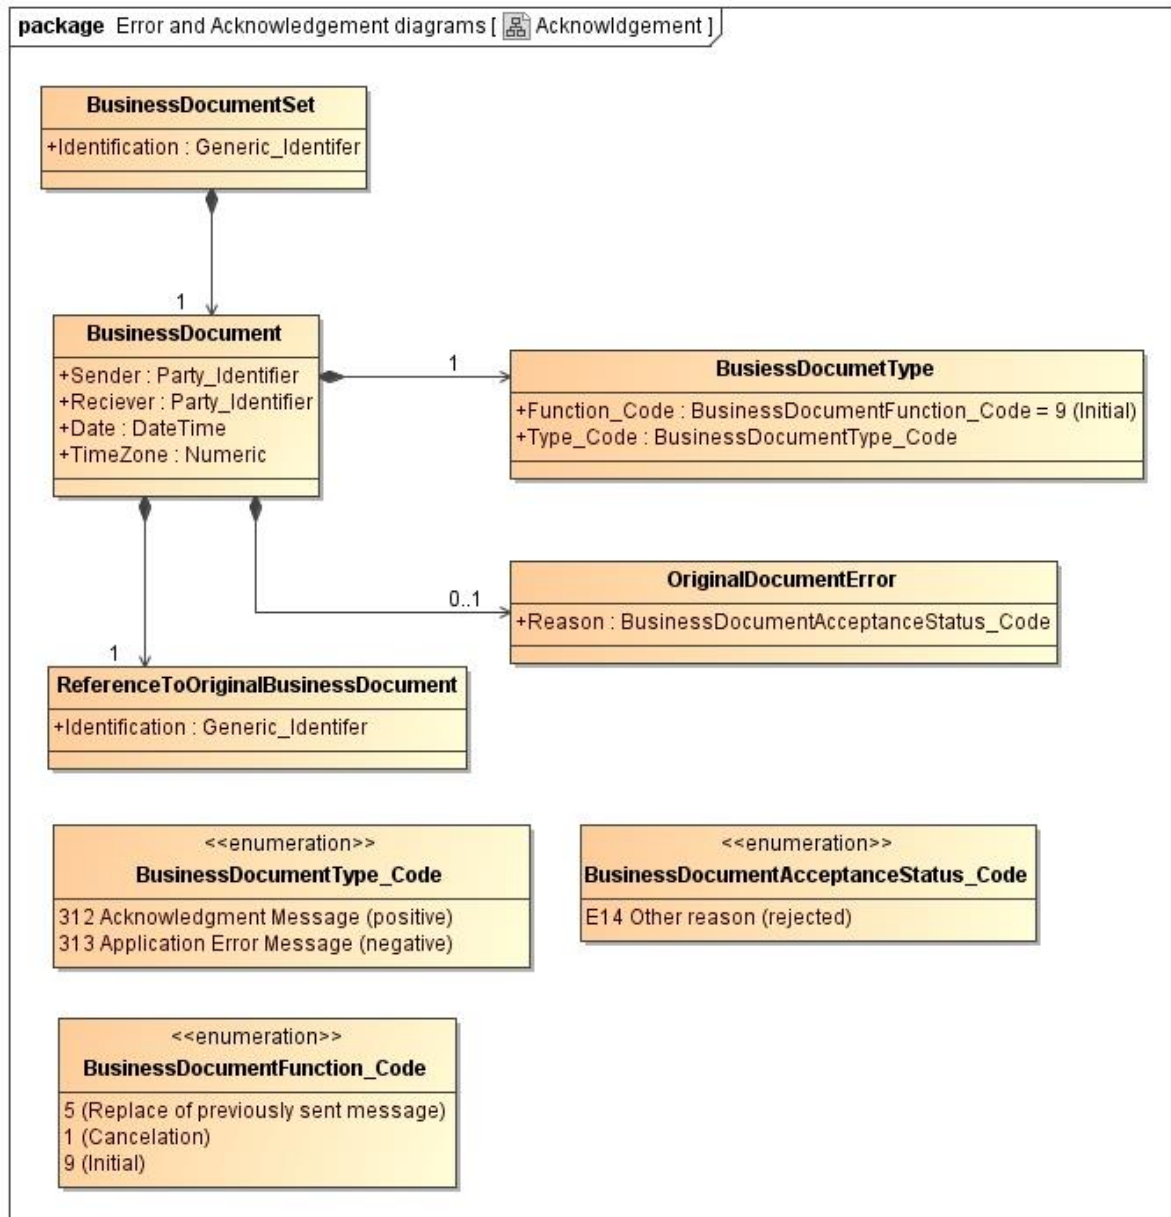 package Error and Acknowledgement diagrams [ Acknowldgement ]
BusinessDocumentSet
+Identification : Generic_Identifer
1
BusinessDocument
+Sender : Party_Identifier
+Reciever : Party_Identifier
+Date : DateTime
+TimeZone : Numeric
1
BusiessDocumetType
+Function_Code : BusinessDocumentFunction_Code = 9 (Initial)
+Type_Code : BusinessDocumentType_Code
0..1
OriginalDocumentError
+Reason : BusinessDocumentAcceptanceStatus_Code
1
ReferenceToOriginalBusinessDocument
+Identification : Generic_Identifer
<<enumeration>>
BusinessDocumentType_Code
312 Acknowledgment Message (positive)
313 Application Error Message (negative)
<<enumeration>>
BusinessDocumentAcceptanceStatus_Code
E14 Other reason (rejected)
<<enumeration>>
BusinessDocumentFunction_Code
5 (Replace of previously sent message)
1 (Cancelation)
9 (Initial)